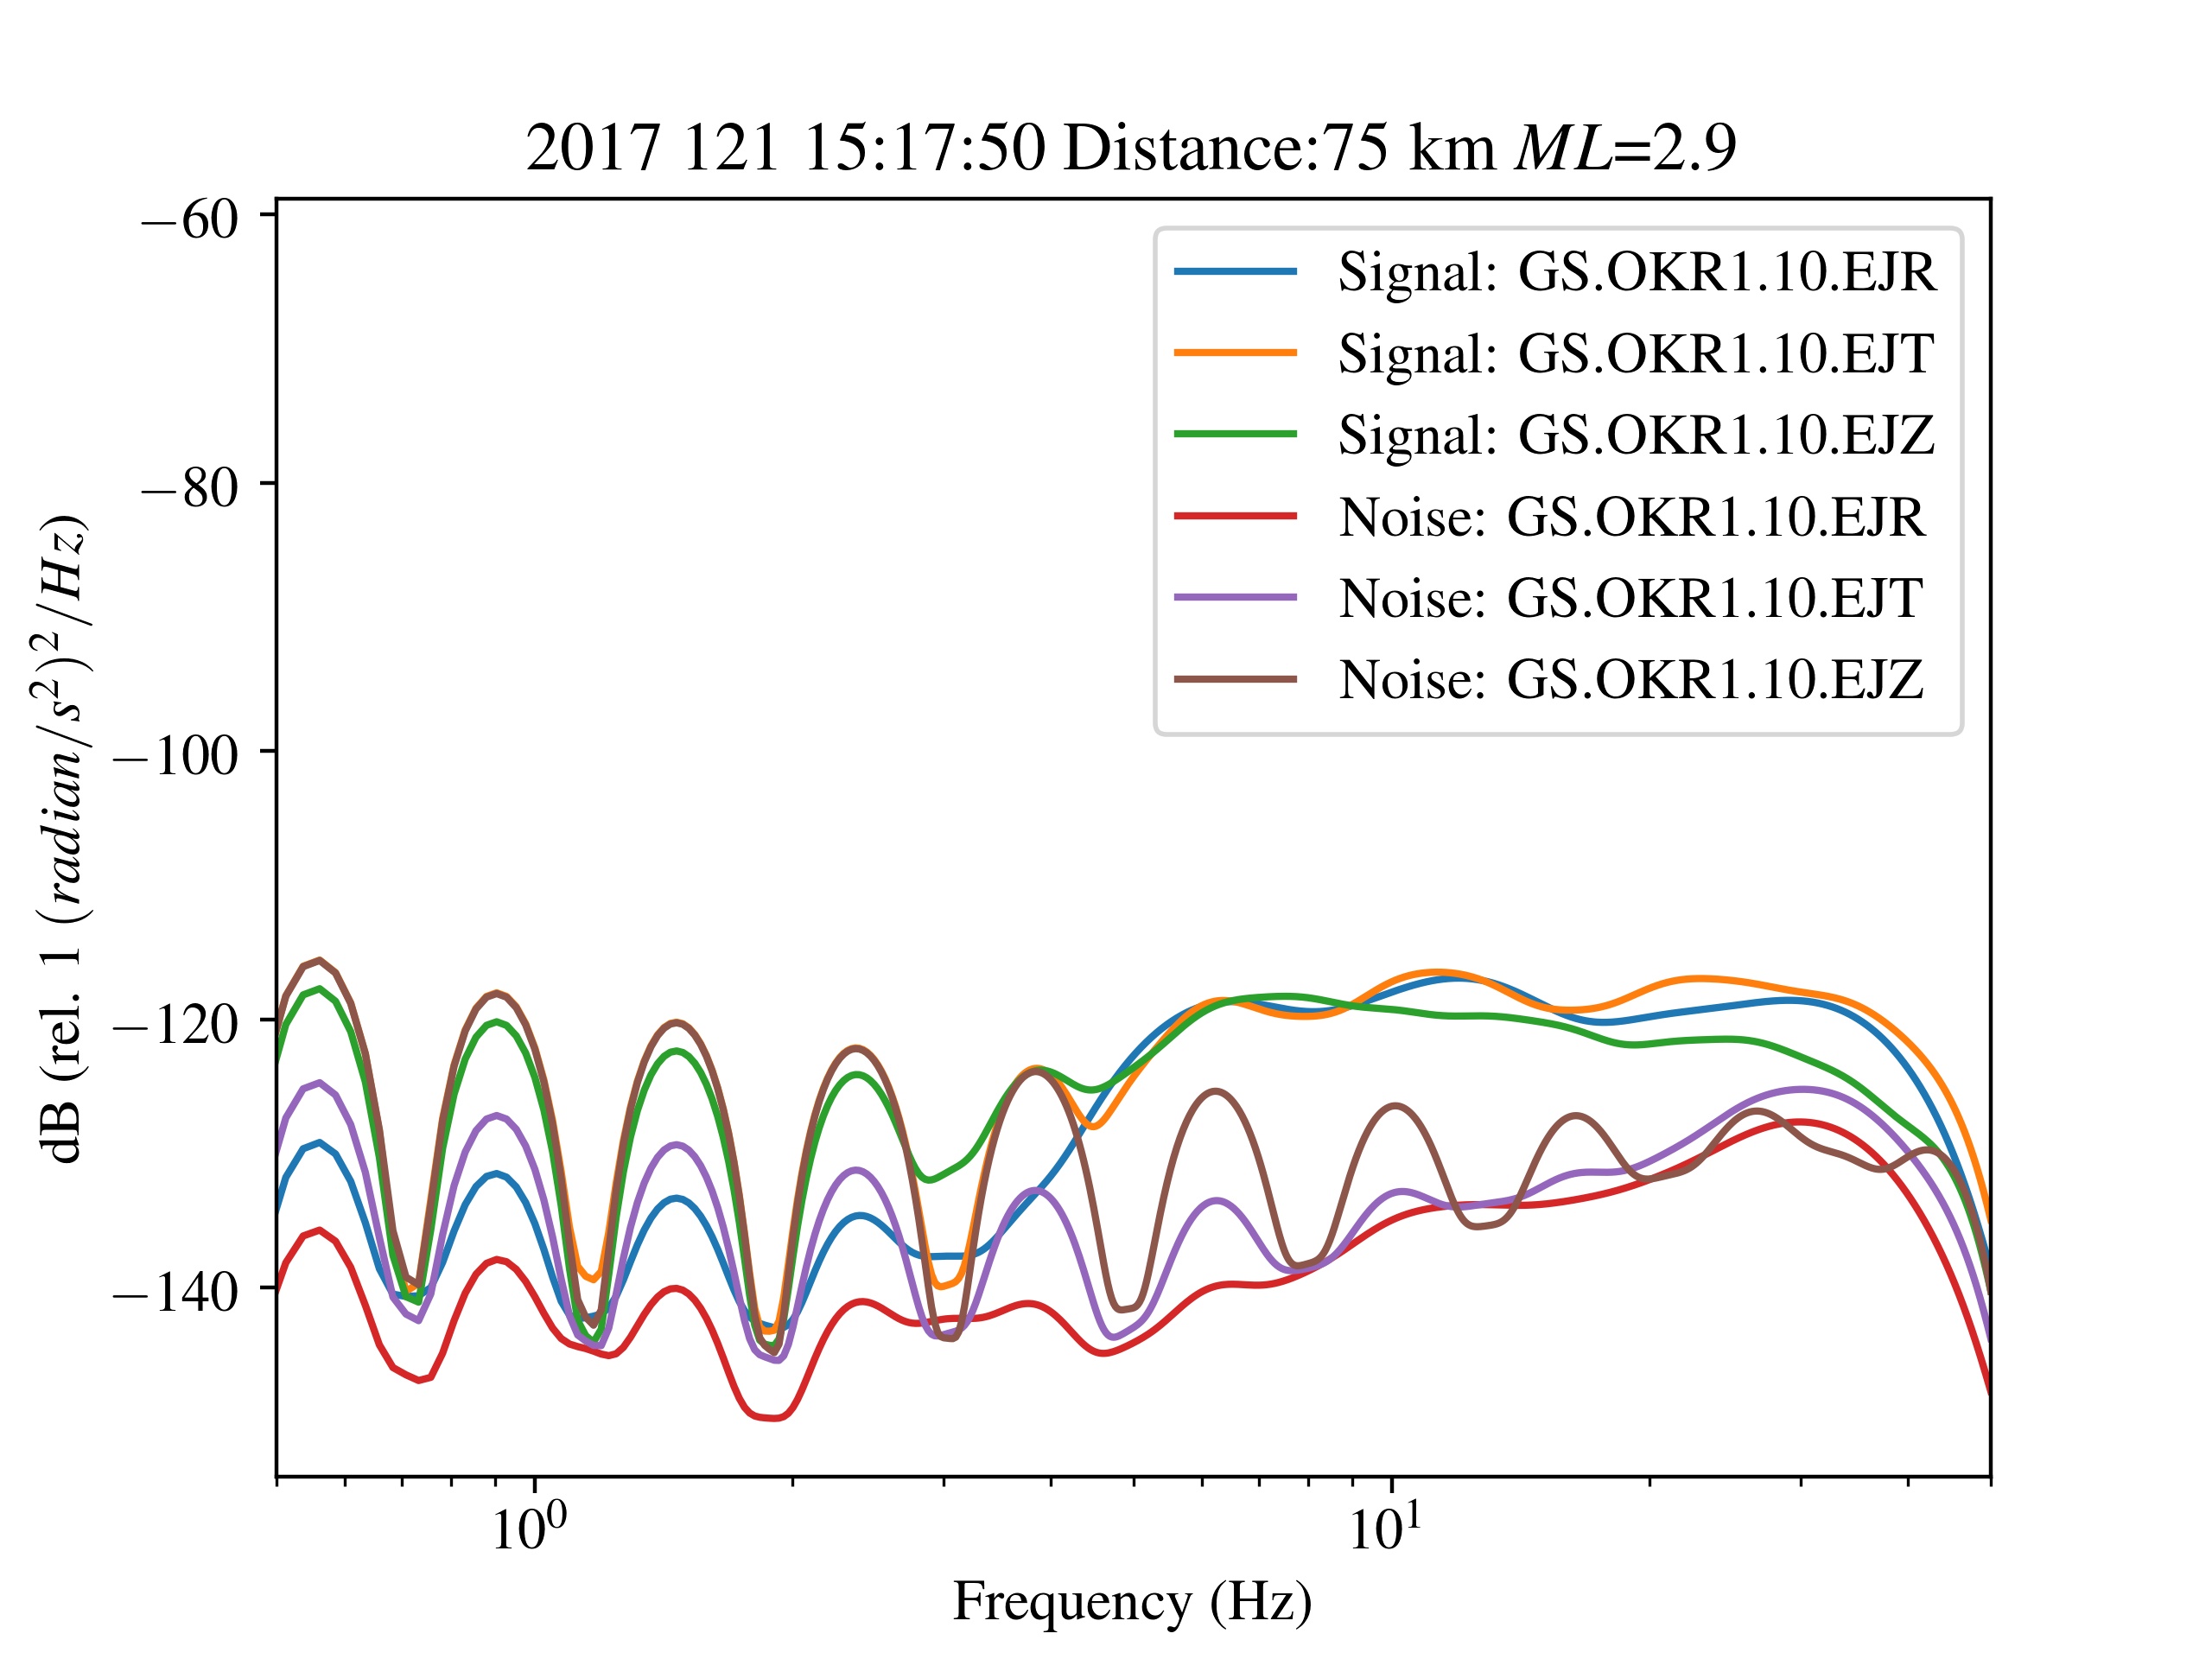 2017 121 15:17:50 Distance:75 km ML=2.9
dB (rel. 1 (radian/s²)²/Hz)
−60
−80
−100
−120
−140
Signal: GS.OKR1.10.EJR
Signal: GS.OKR1.10.EJT
Signal: GS.OKR1.10.EJZ
Noise: GS.OKR1.10.EJR
Noise: GS.OKR1.10.EJT
Noise: GS.OKR1.10.EJZ
10⁰ 10¹
Frequency (Hz)